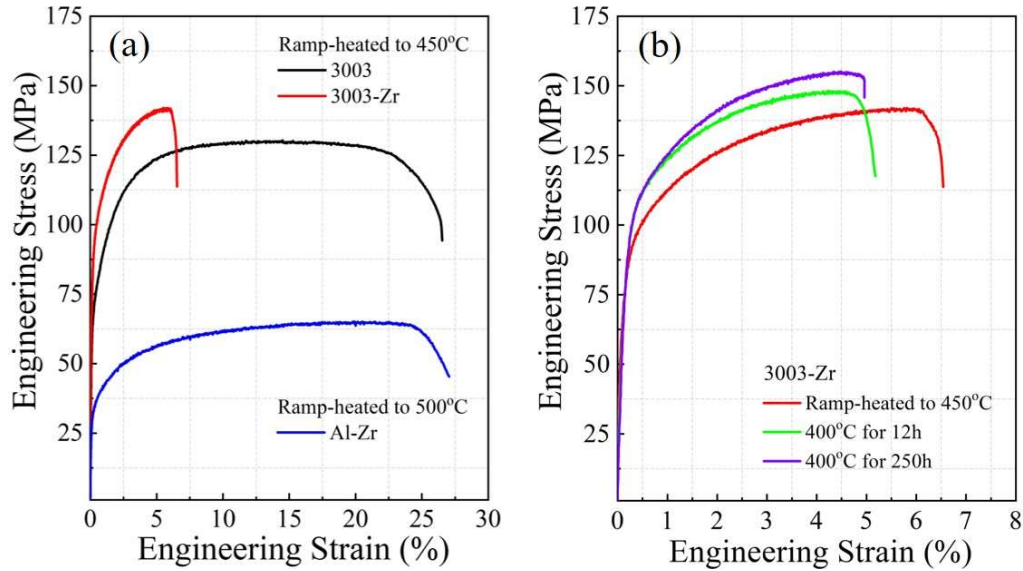 (a)
Ramp-heated to 450°C
3003
3003-Zr
Ramp-heated to 500°C
Al-Zr
175
150
125
100
75
50
25
0
5
10
15
20
25
30
Engineering Stress (MPa)
Engineering Strain (%)
(b)
3003-Zr
Ramp-heated to 450°C
400°C for 12h
400°C for 250h
175
150
125
100
75
50
25
0
1
2
3
4
5
6
7
8
Engineering Stress (MPa)
Engineering Strain (%)